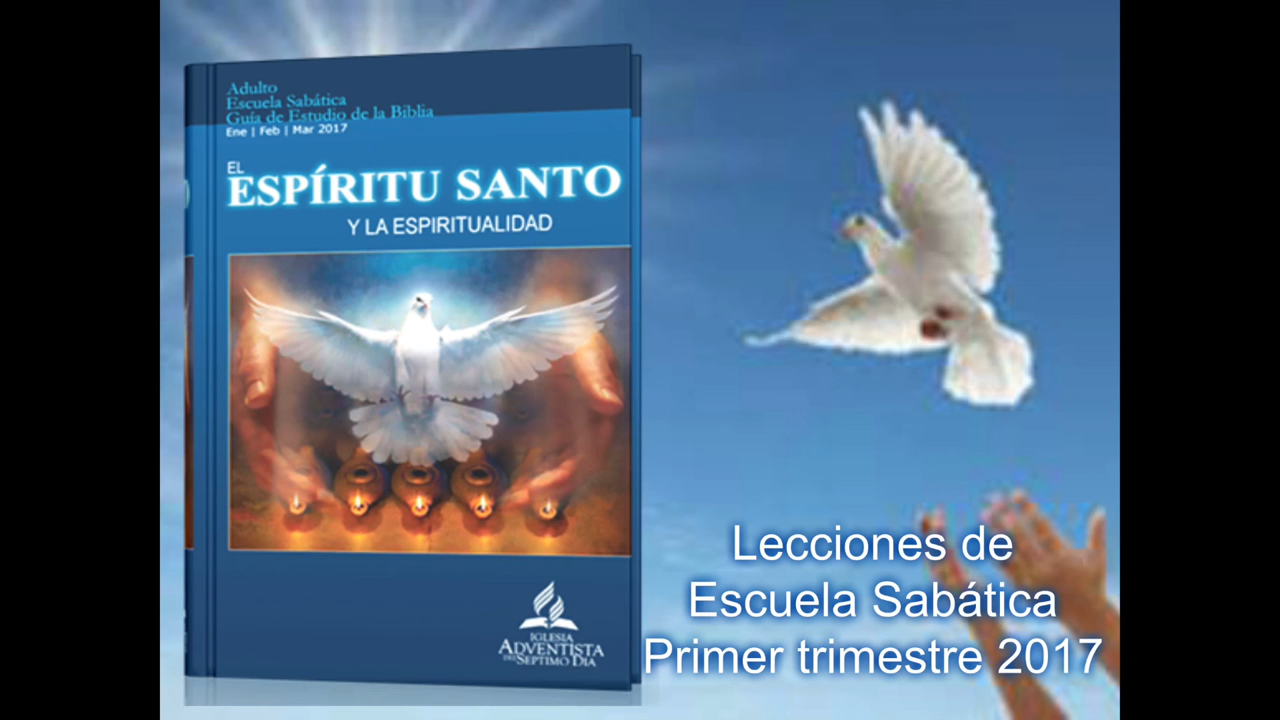 Adulto
Escuela Sabática
Guía de Estudio de la Biblia
Ene | Feb | Mar 2017
EL
ESPÍRITU SANTO
Y LA ESPIRITUALIDAD
IGLESIA
ADVENTISTA
DEL SÉPTIMO DÍA
Lecciones de
Escuela Sabática
Primer trimestre 2017